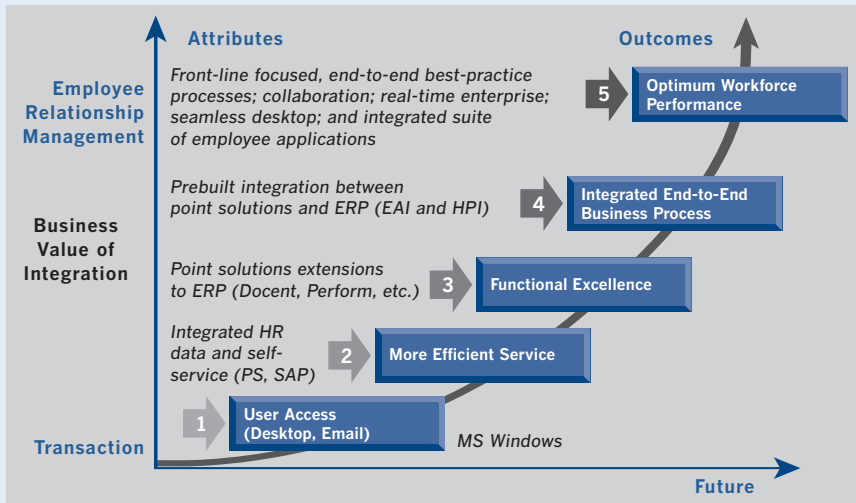 Attributes
Outcomes
Employee
Relationship
Management
Front-line focused, end-to-end best-practice
processes; collaboration; real-time enterprise;
seamless desktop; and integrated suite
of employee applications
5
Optimum Workforce
Performance
Prebuilt integration between
point solutions and ERP (EAI and HPI)
4
Integrated End-to-End
Business Process
Business
Value of
Integration
Point solutions extensions
to ERP (Docent, Perform, etc.)
3
Functional Excellence
Integrated HR
data and self-
service (PS, SAP)
2
More Efficient Service
1
User Access
(Desktop, Email)
MS Windows
Transaction
Future